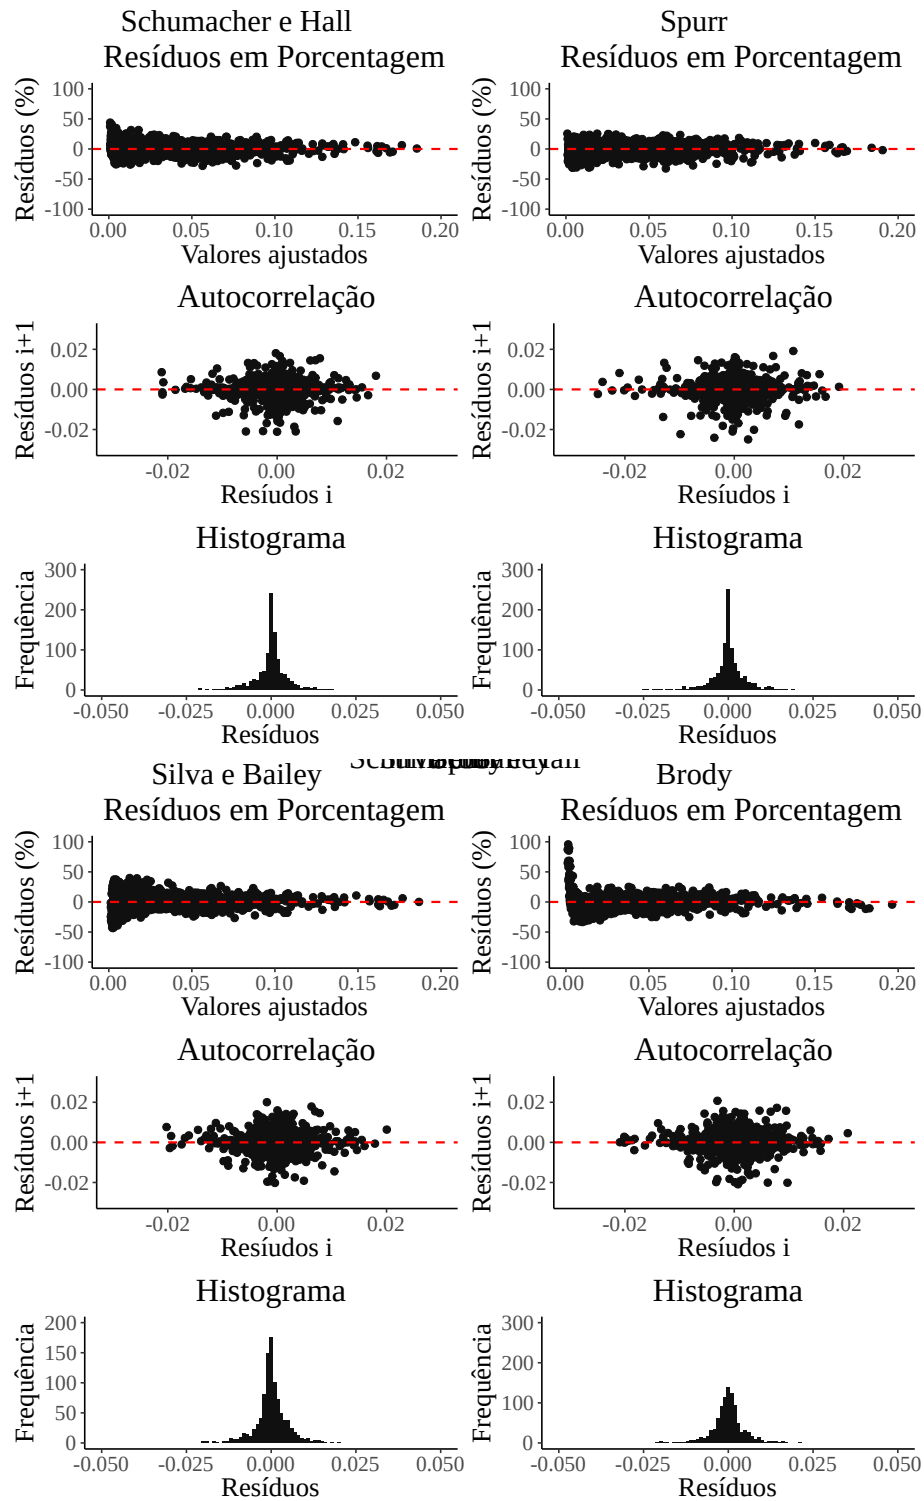 Schumacher e Hall
Resíduos em Porcentagem
Resíduos (%)
100
50
0
-50
-100
0.00 0.05 0.10 0.15 0.20
Valores ajustados
Spurr
Resíduos em Porcentagem
Resíduos (%)
100
50
0
-50
-100
0.00 0.05 0.10 0.15 0.20
Valores ajustados
Autocorrelação
Resíduos i+1
0.02
0.00
-0.02
-0.02 0.00 0.02
Resíudos i
Autocorrelação
Resíduos i+1
0.02
0.00
-0.02
-0.02 0.00 0.02
Resíudos i
Histograma
Frequência
300
200
100
0
-0.050 -0.025 0.000 0.025 0.050
Resíduos
Histograma
Frequência
300
200
100
0
-0.050 -0.025 0.000 0.025 0.050
Resíduos
Silva e Bailey
Resíduos em Porcentagem
Resíduos (%)
100
50
0
-50
-100
0.00 0.05 0.10 0.15 0.20
Valores ajustados
Brody
Resíduos em Porcentagem
Resíduos (%)
100
50
0
-50
-100
0.00 0.05 0.10 0.15 0.20
Valores ajustados
Autocorrelação
Resíduos i+1
0.02
0.00
-0.02
-0.02 0.00 0.02
Resíudos i
Autocorrelação
Resíduos i+1
0.02
0.00
-0.02
-0.02 0.00 0.02
Resíudos i
Histograma
Frequência
200
150
100
50
0
-0.050 -0.025 0.000 0.025 0.050
Resíduos
Histograma
Frequência
300
200
100
0
-0.050 -0.025 0.000 0.025 0.050
Resíduos